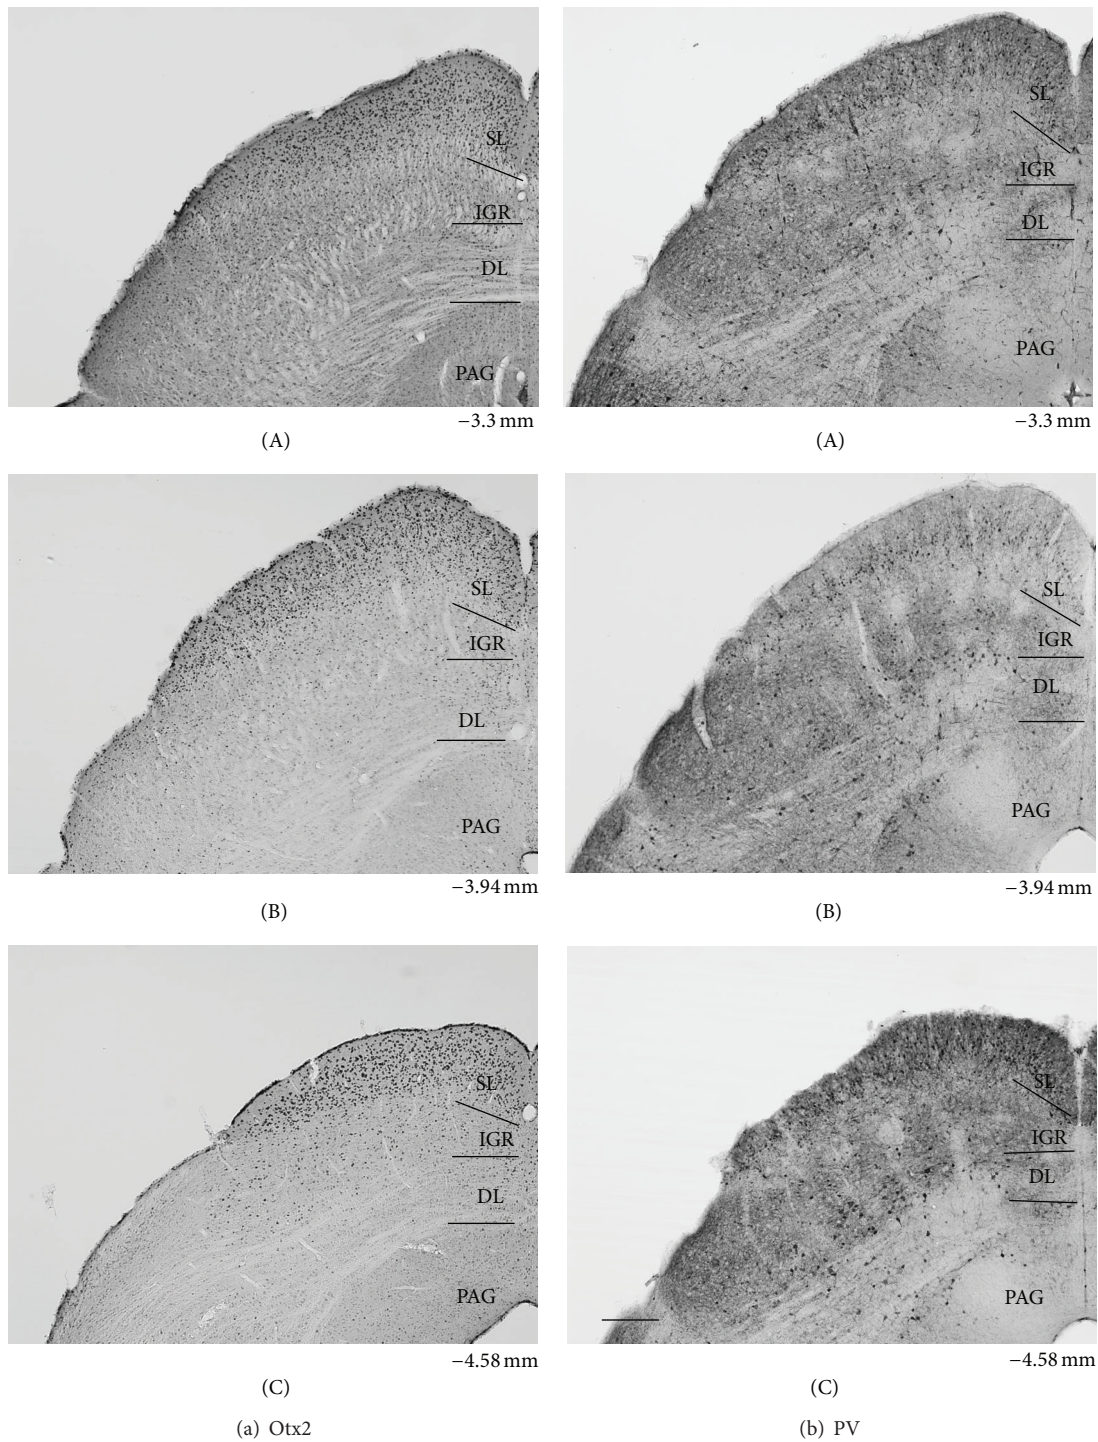 SL
IGR
DL
PAG
−3.3 mm
(A)
SL
IGR
DL
PAG
−3.3 mm
(A)
SL
IGR
DL
PAG
−3.94 mm
(B)
SL
IGR
DL
PAG
−3.94 mm
(B)
SL
IGR
DL
PAG
−4.58 mm
(C)
SL
IGR
DL
PAG
−4.58 mm
(C)
(a) Otx2
(b) PV